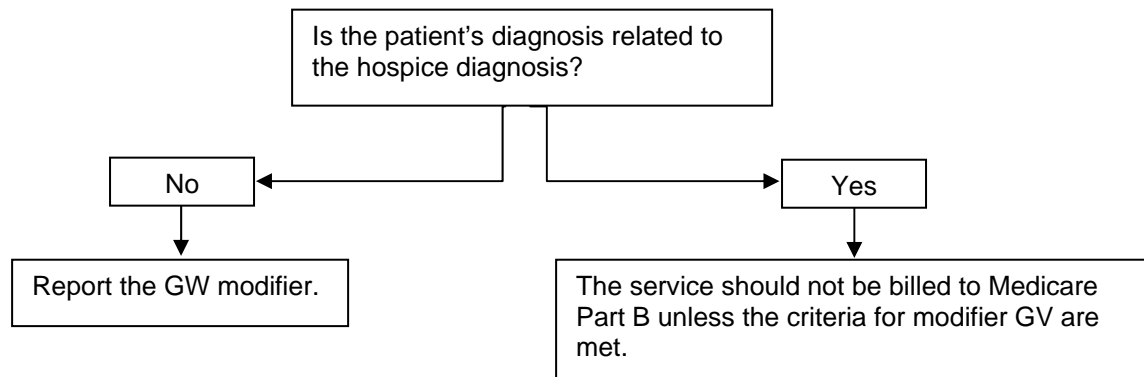 Is the patient’s diagnosis related to
the hospice diagnosis?
No
Yes
Report the GW modifier.
The service should not be billed to Medicare
Part B unless the criteria for modifier GV are
met.